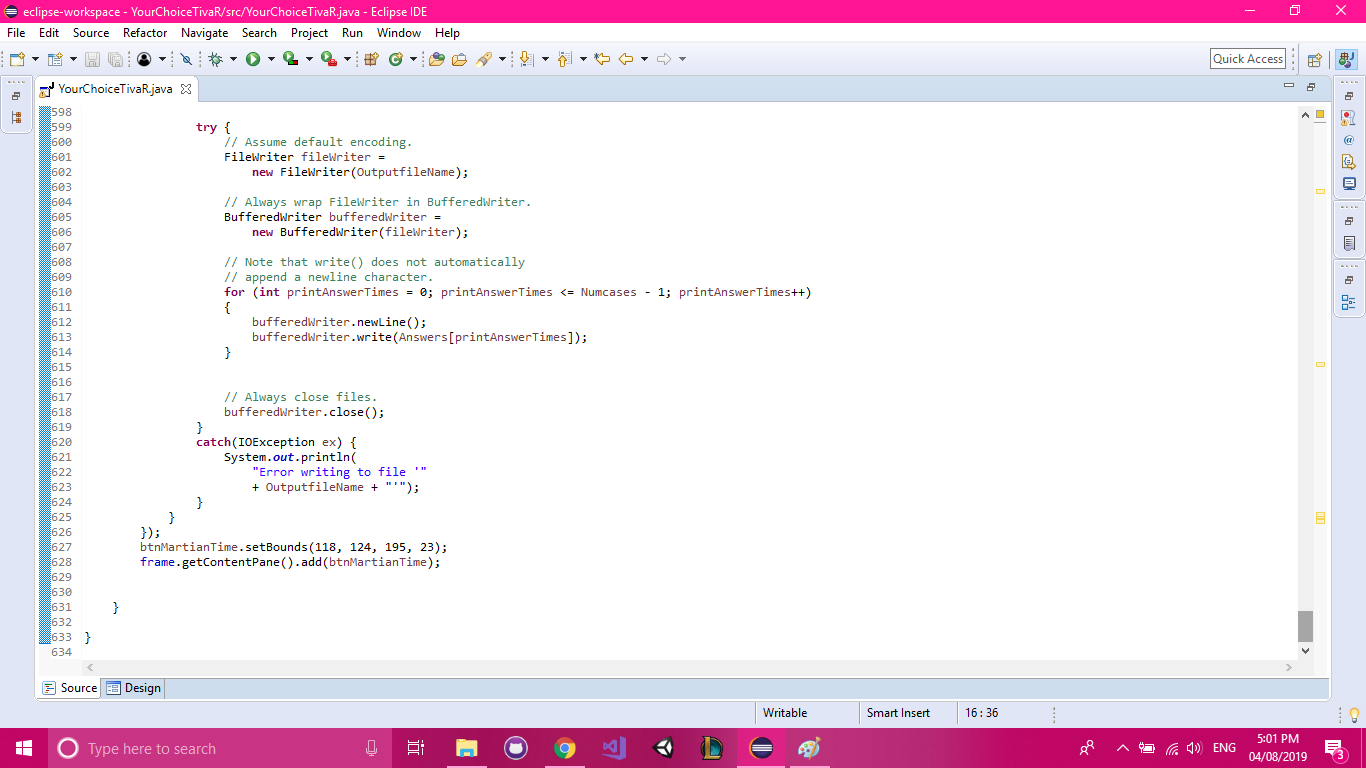 eclipse-workspace - YourChoiceTivaR/src/YourChoiceTivaR.java - Eclipse IDE
File Edit Source Refactor Navigate Search Project Run Window Help
Quick Access
YourChoiceTivaR.java
598
599 try {
600 // Assume default encoding.
601 FileWriter fileWriter =
602 new FileWriter(OutputfileName);
603
604 // Always wrap FileWriter in BufferedWriter.
605 BufferedWriter bufferedWriter =
606 new BufferedWriter(fileWriter);
607
608 // Note that write() does not automatically
609 // append a newline character.
610 for (int printAnswerTimes = 0; printAnswerTimes <= Numcases - 1; printAnswerTimes++)
611 {
612 bufferedWriter.newLine();
613 bufferedWriter.write(Answers[printAnswerTimes]);
614 }
615
616
617 // Always close files.
618 bufferedWriter.close();
619 }
620 catch(IOException ex) {
621 System.out.println(
622 "Error writing to file '"
623 + OutputfileName + "'");
624 }
625 }
626 });
627 btnMartianTime.setBounds(118, 124, 195, 23);
628 frame.getContentPane().add(btnMartianTime);
629
630
631 }
632
633 }
634
Source Design
Writable Smart Insert 16 : 36
Type here to search
ENG
5:01 PM
04/08/2019
3